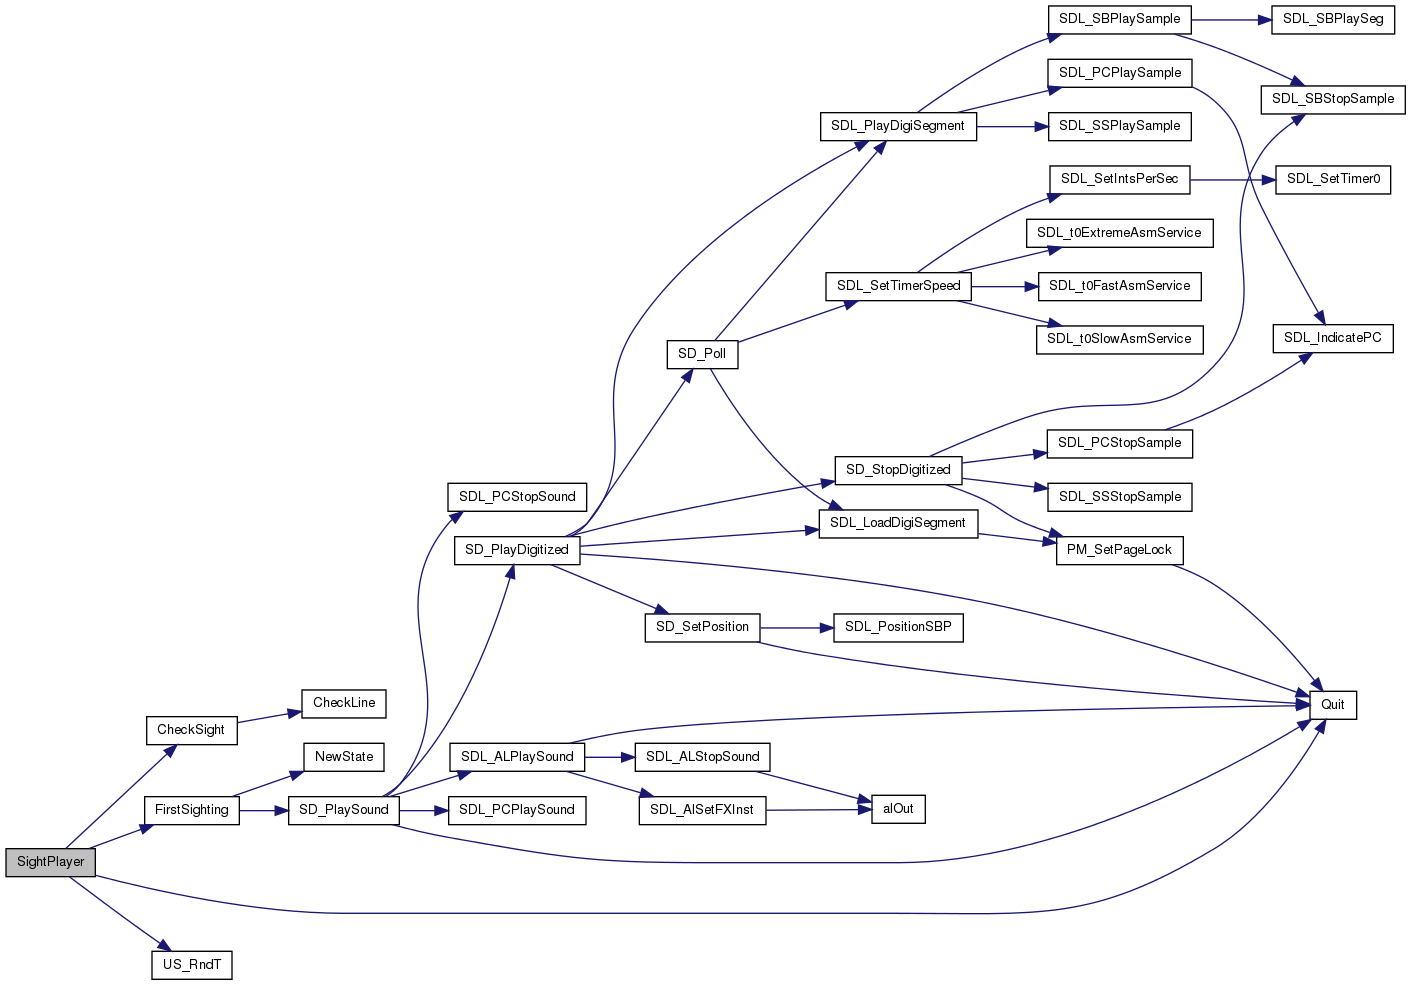 SDL_SBPlaySample
SDL_SBPlaySeg
SDL_PCPlaySample
SDL_SBStopSample
SDL_PlayDigiSegment
SDL_SSPlaySample
SDL_SetIntsPerSec
SDL_SetTimer0
SDL_t0ExtremeAsmService
SDL_SetTimerSpeed
SDL_t0FastAsmService
SDL_t0SlowAsmService
SDL_IndicatePC
SD_Poll
SDL_PCStopSample
SD_StopDigitized
SDL_PCStopSound
SDL_SSStopSample
SDL_LoadDigiSegment
SD_PlayDigitized
PM_SetPageLock
SD_SetPosition
SDL_PositionSBP
CheckLine
Quit
CheckSight
NewState
SDL_ALPlaySound
SDL_ALStopSound
FirstSighting
SD_PlaySound
SDL_PCPlaySound
SDL_AlSetFXInst
alOut
SightPlayer
US_RndT